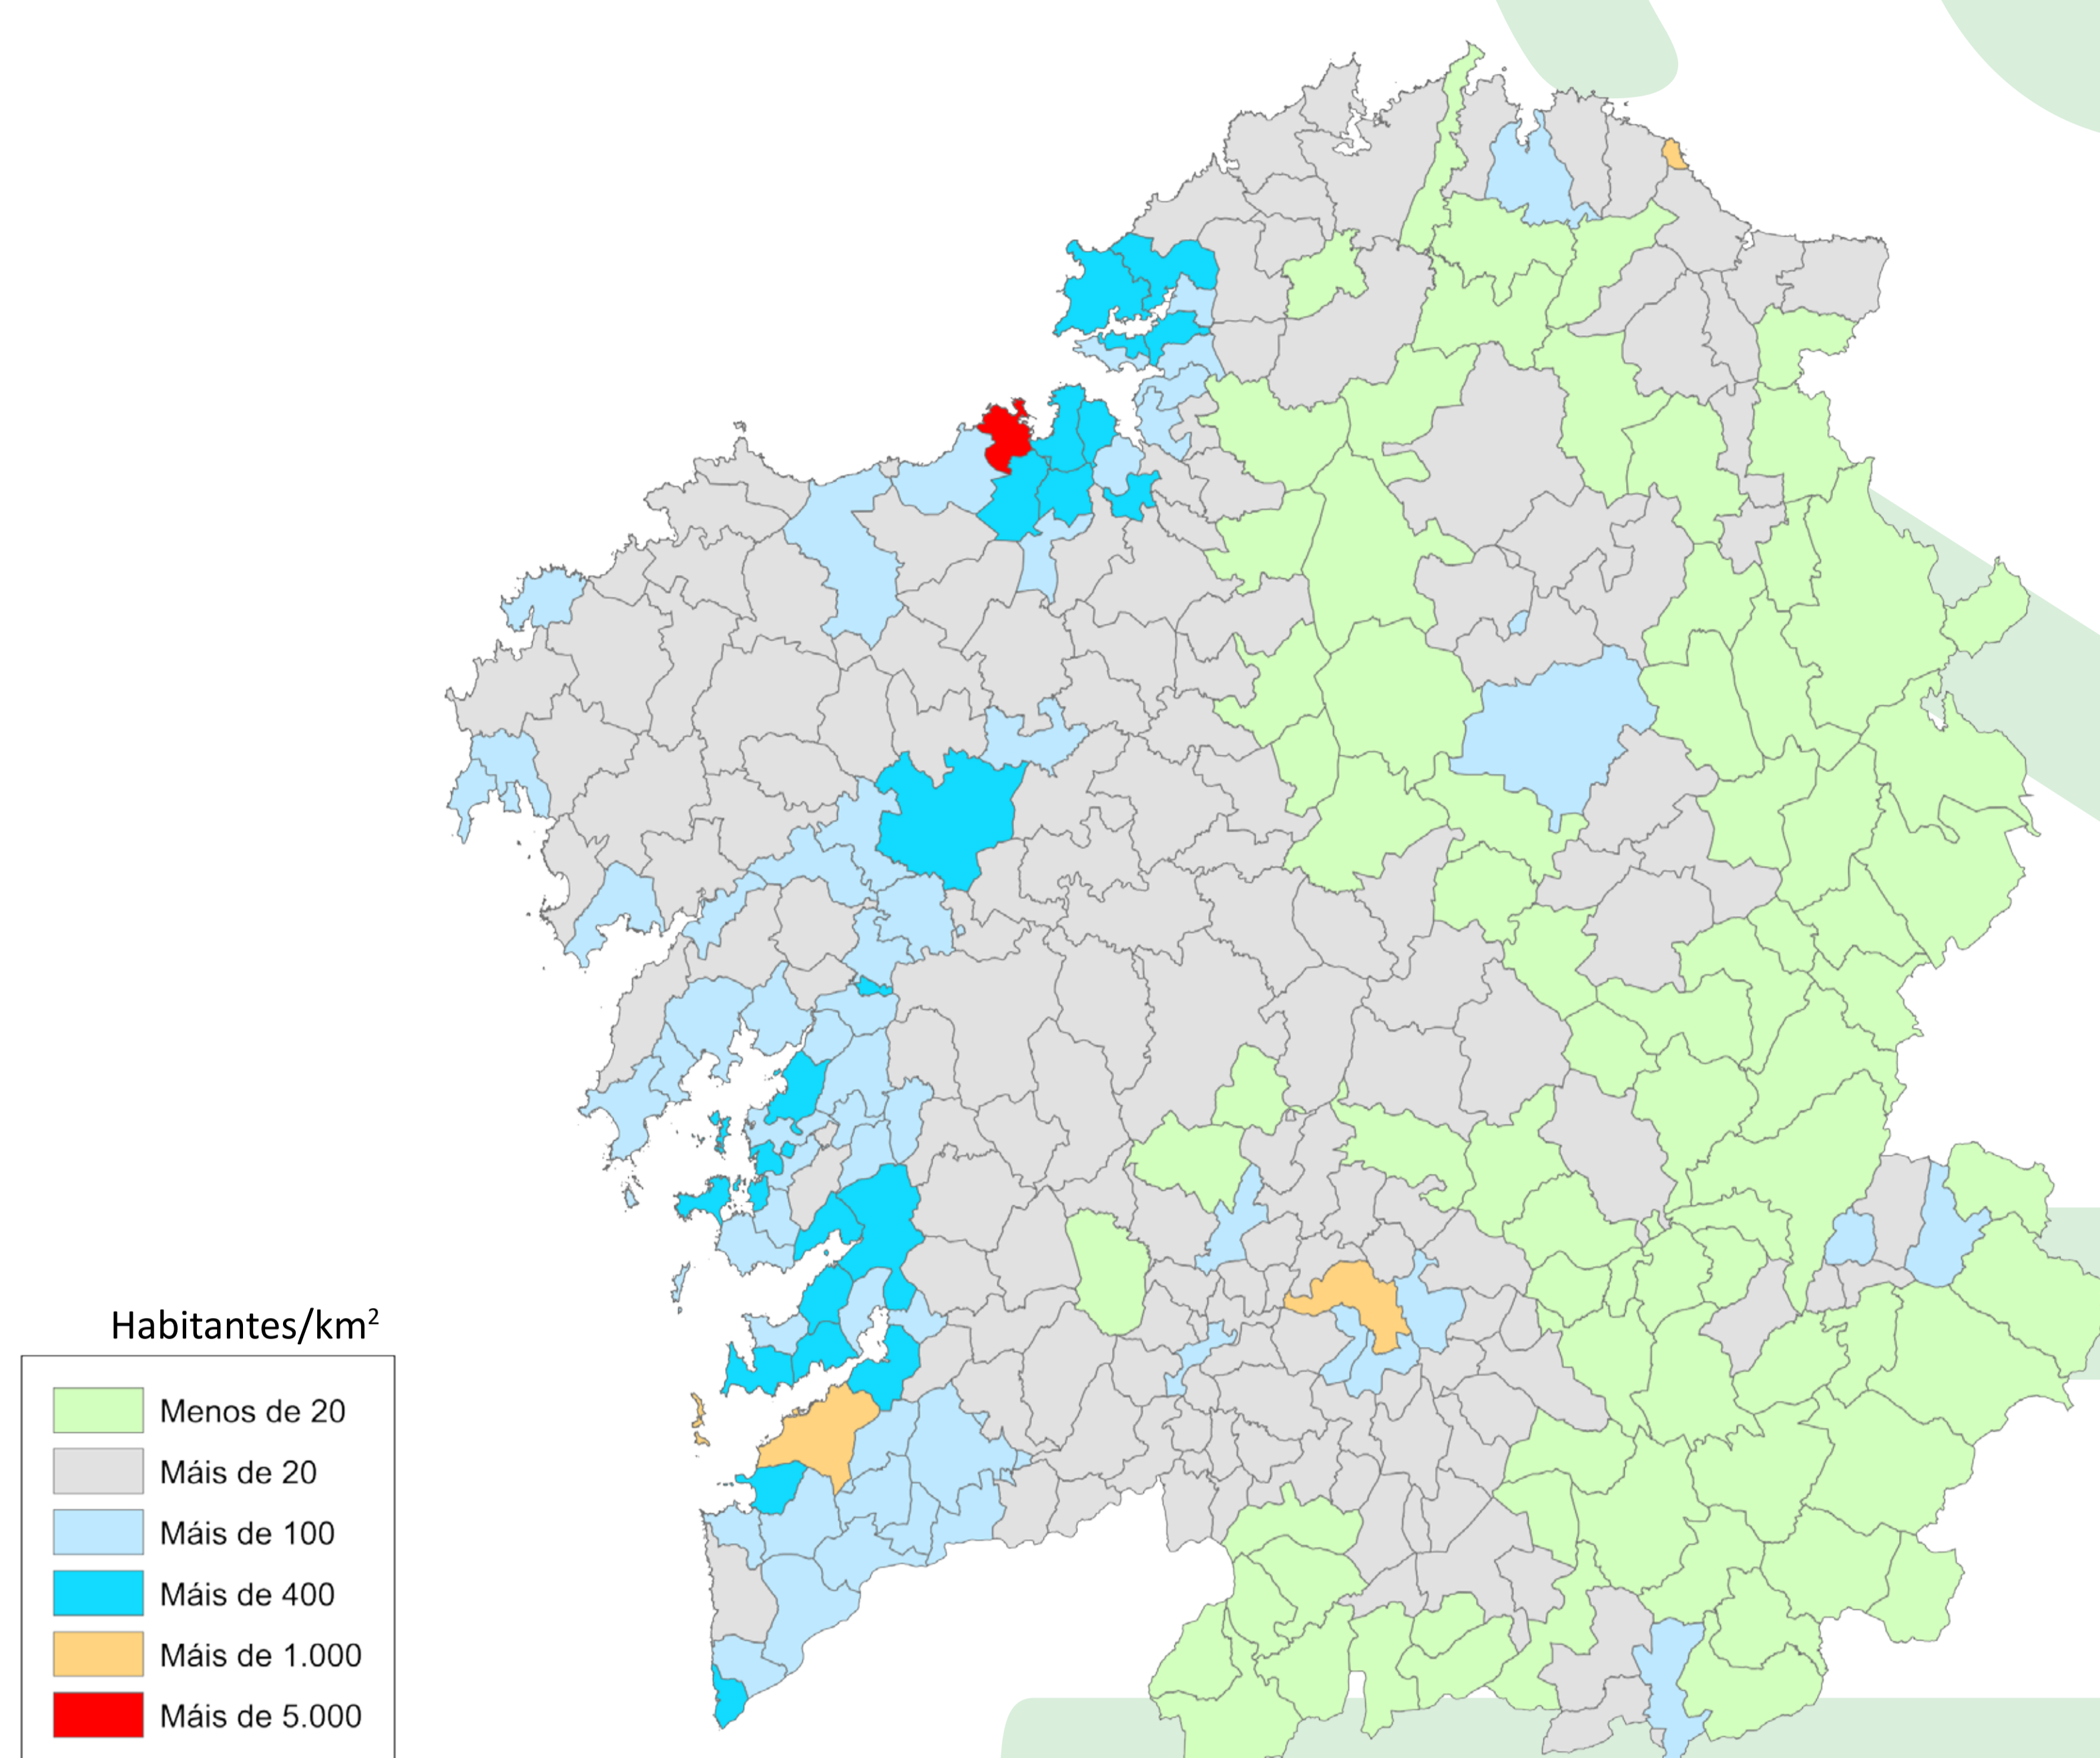 Habitantes/km²
Menos de 20
Máis de 20
Máis de 100
Máis de 400
Máis de 1.000
Máis de 5.000